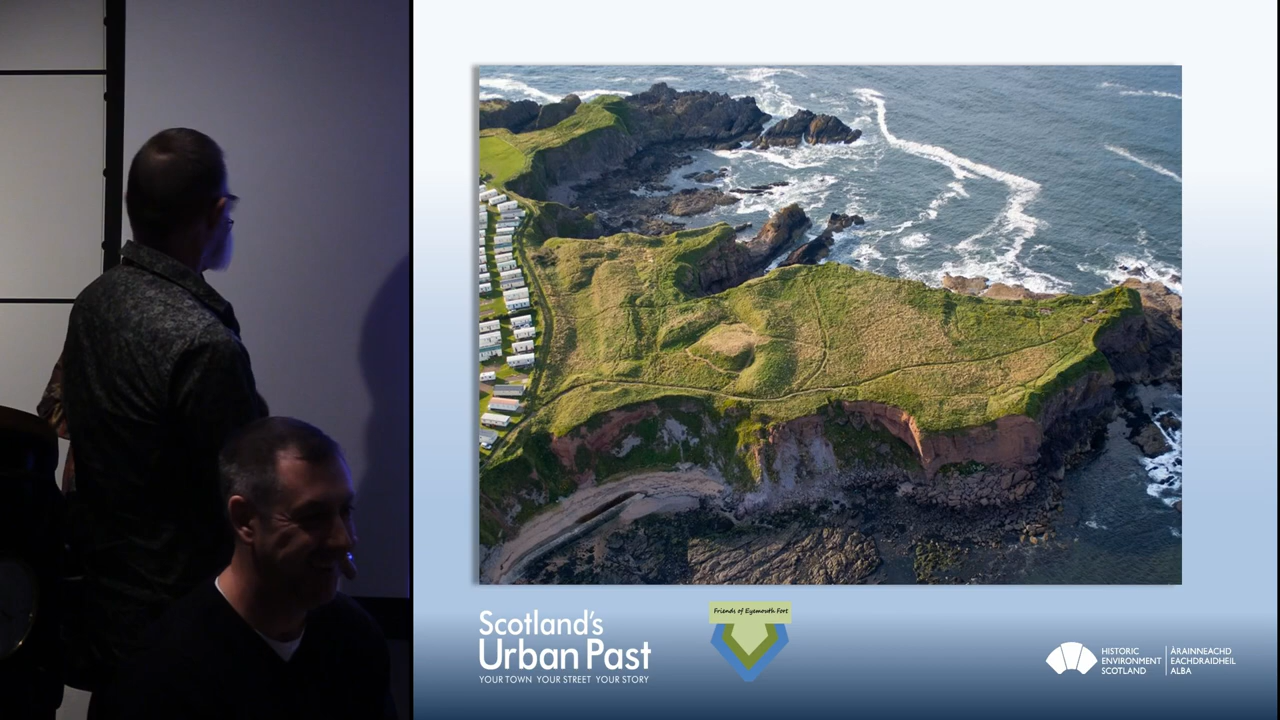 Scotland's
Urban Past
YOUR TOWN YOUR STREET YOUR STORY
Friends of Eyemouth Fort
HISTORIC
ENVIRONMENT
SCOTLAND
ÀRAINNEACHD
EACHDRAIDHEIL
ALBA